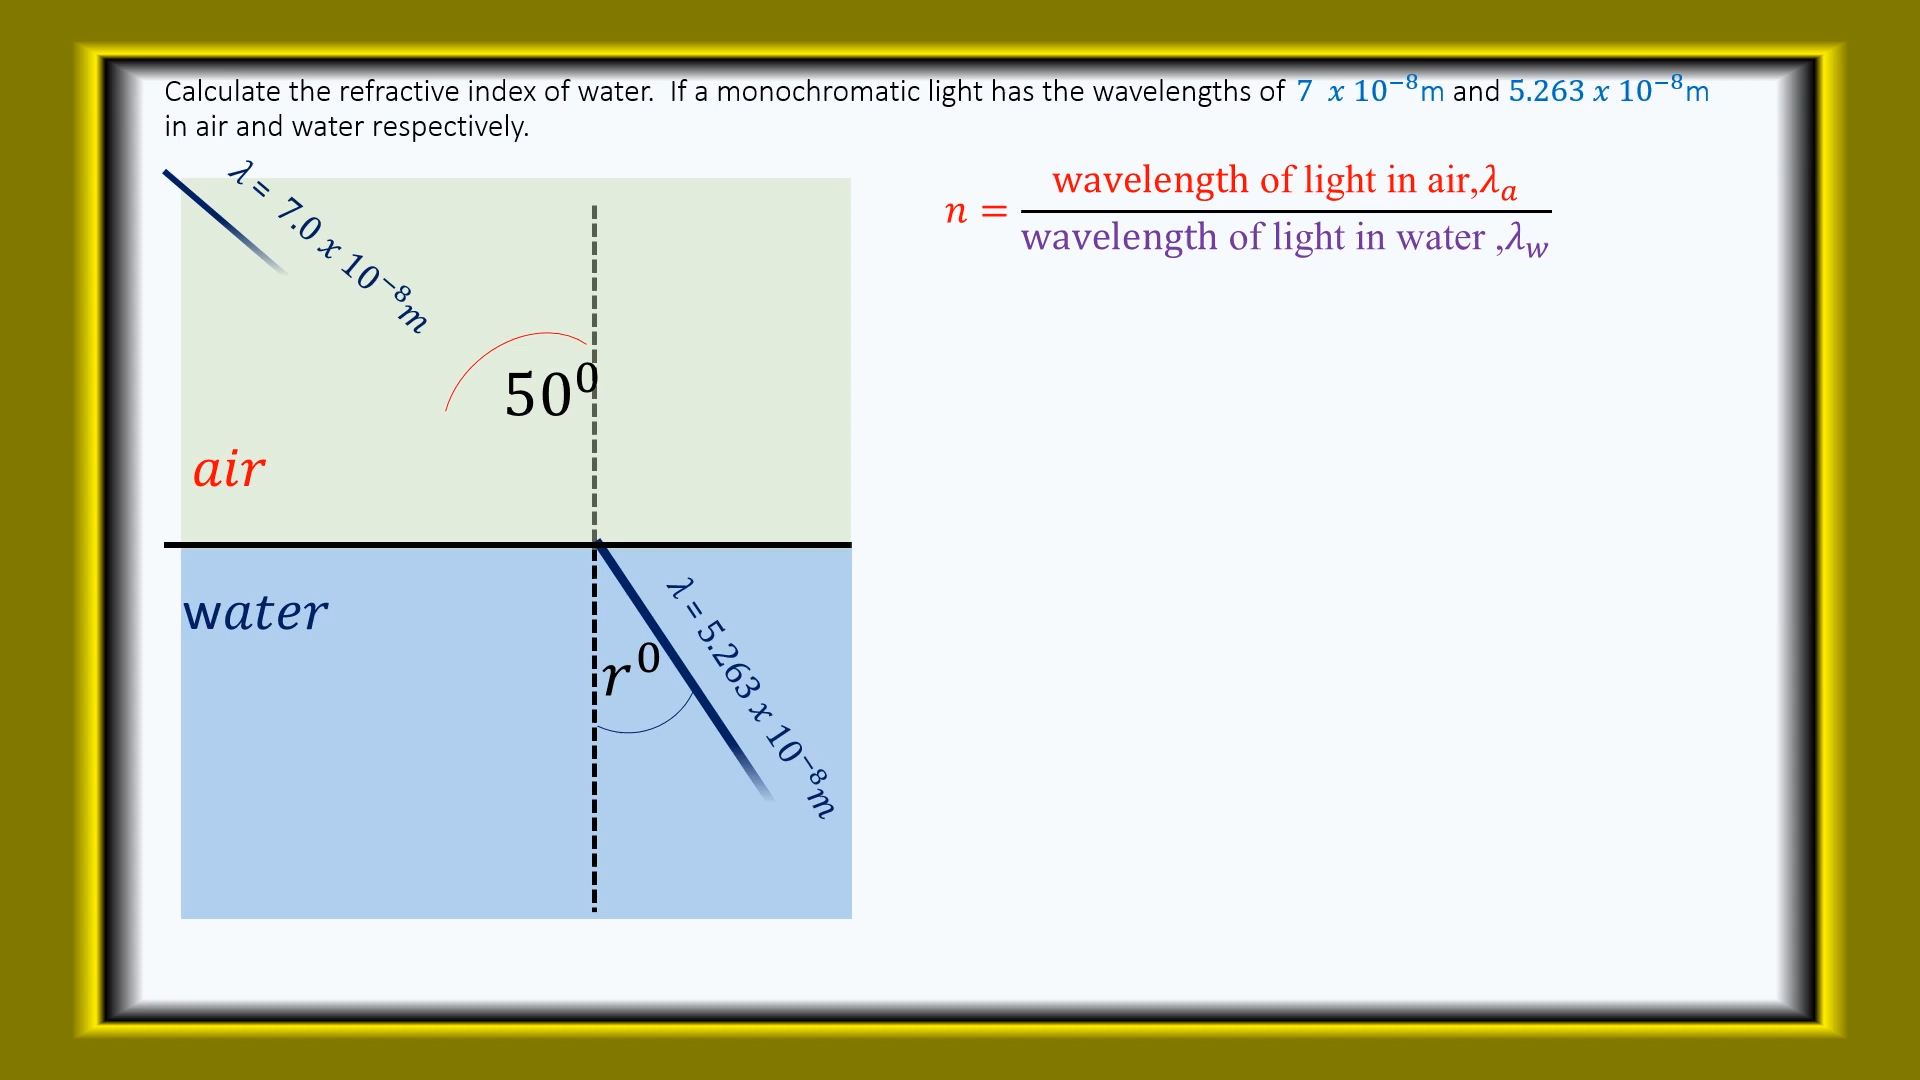 Calculate the refractive index of water.  If a monochromatic light has the wavelengths of 7 x 10⁻⁸m and 5.263 x 10⁻⁸m
in air and water respectively.
λ = 7.0 x 10⁻⁸m
n = wavelength of light in air,λₐ
wavelength of light in water ,λ_w
50⁰
air
water
λ = 5.263 x 10⁻⁸m
r⁰